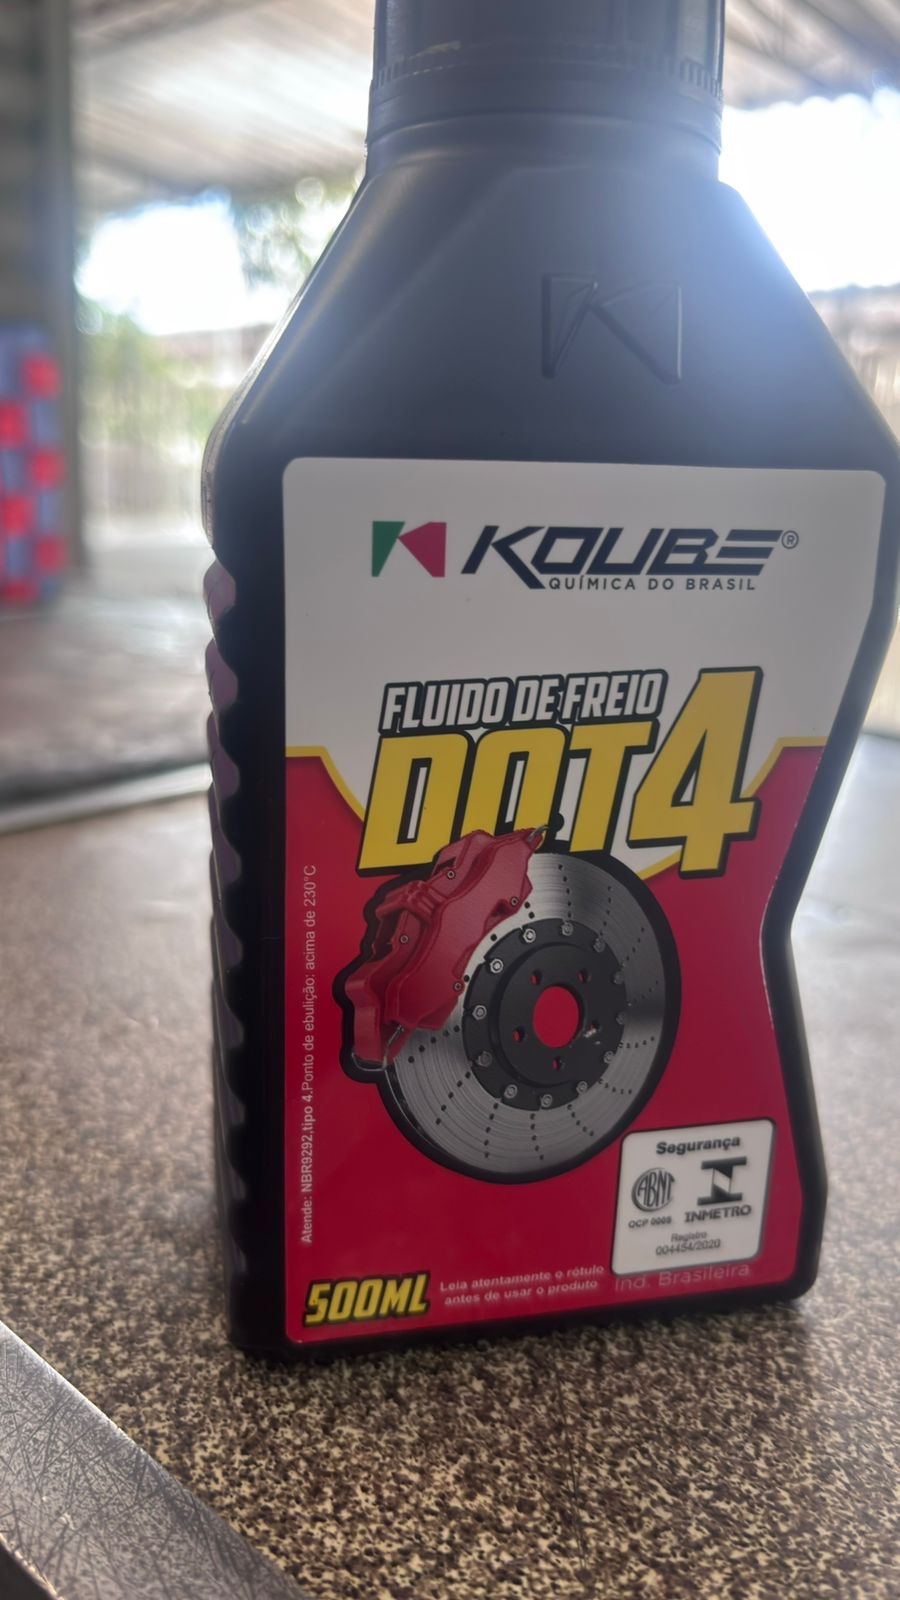 KOUBE®
QUÍMICA DO BRASIL
FLUIDO DE FREIO
DOT4
Atende: NBR9292,tipo 4.Ponto de ebulição: acima de 230°C
Segurança
ABNT
OCP 0005
INMETRO
Registro
004454/2020
500ML
Leia atentamente o rótulo
antes de usar o produto
Ind. Brasileira